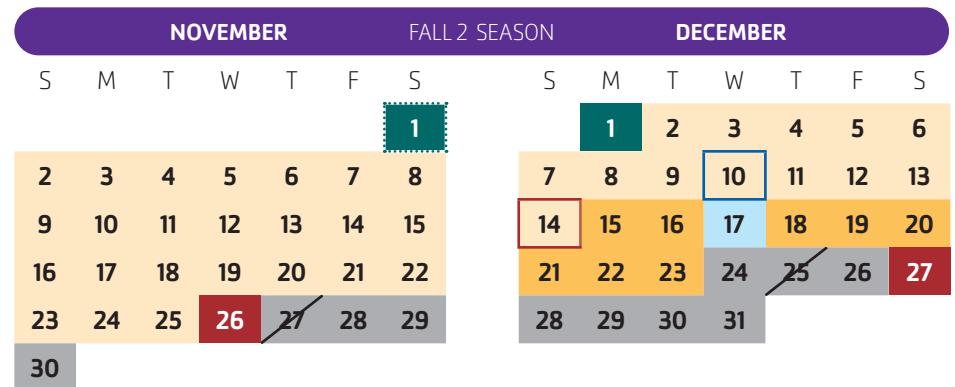 NOVEMBER FALL 2 SEASON DECEMBER
S M T W T F S S M T W T F S
1 1 2 3 4 5 6
2 3 4 5 6 7 8 7 8 9 10 11 12 13
9 10 11 12 13 14 15 14 15 16 17 18 19 20
16 17 18 19 20 21 22 21 22 23 24 25 26 27
23 24 25 26 27 28 29 28 29 30 31
30